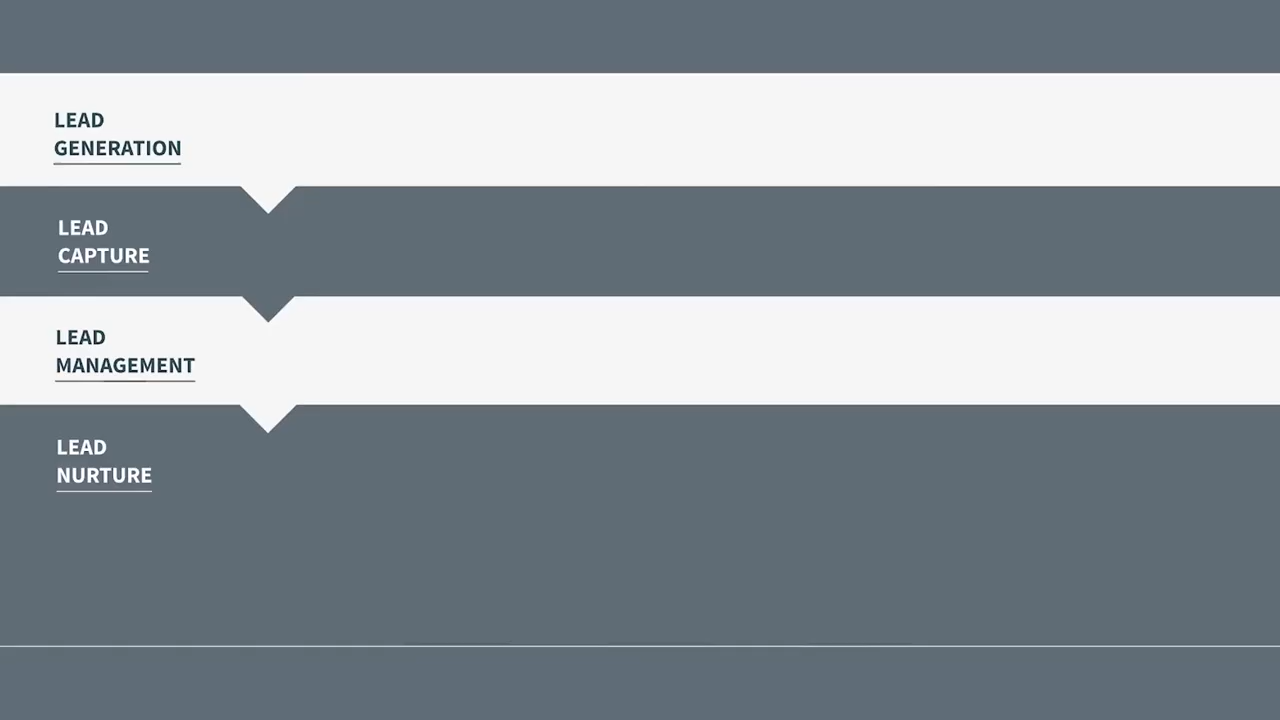 LEAD
GENERATION
LEAD
CAPTURE
LEAD
MANAGEMENT
LEAD
NURTURE